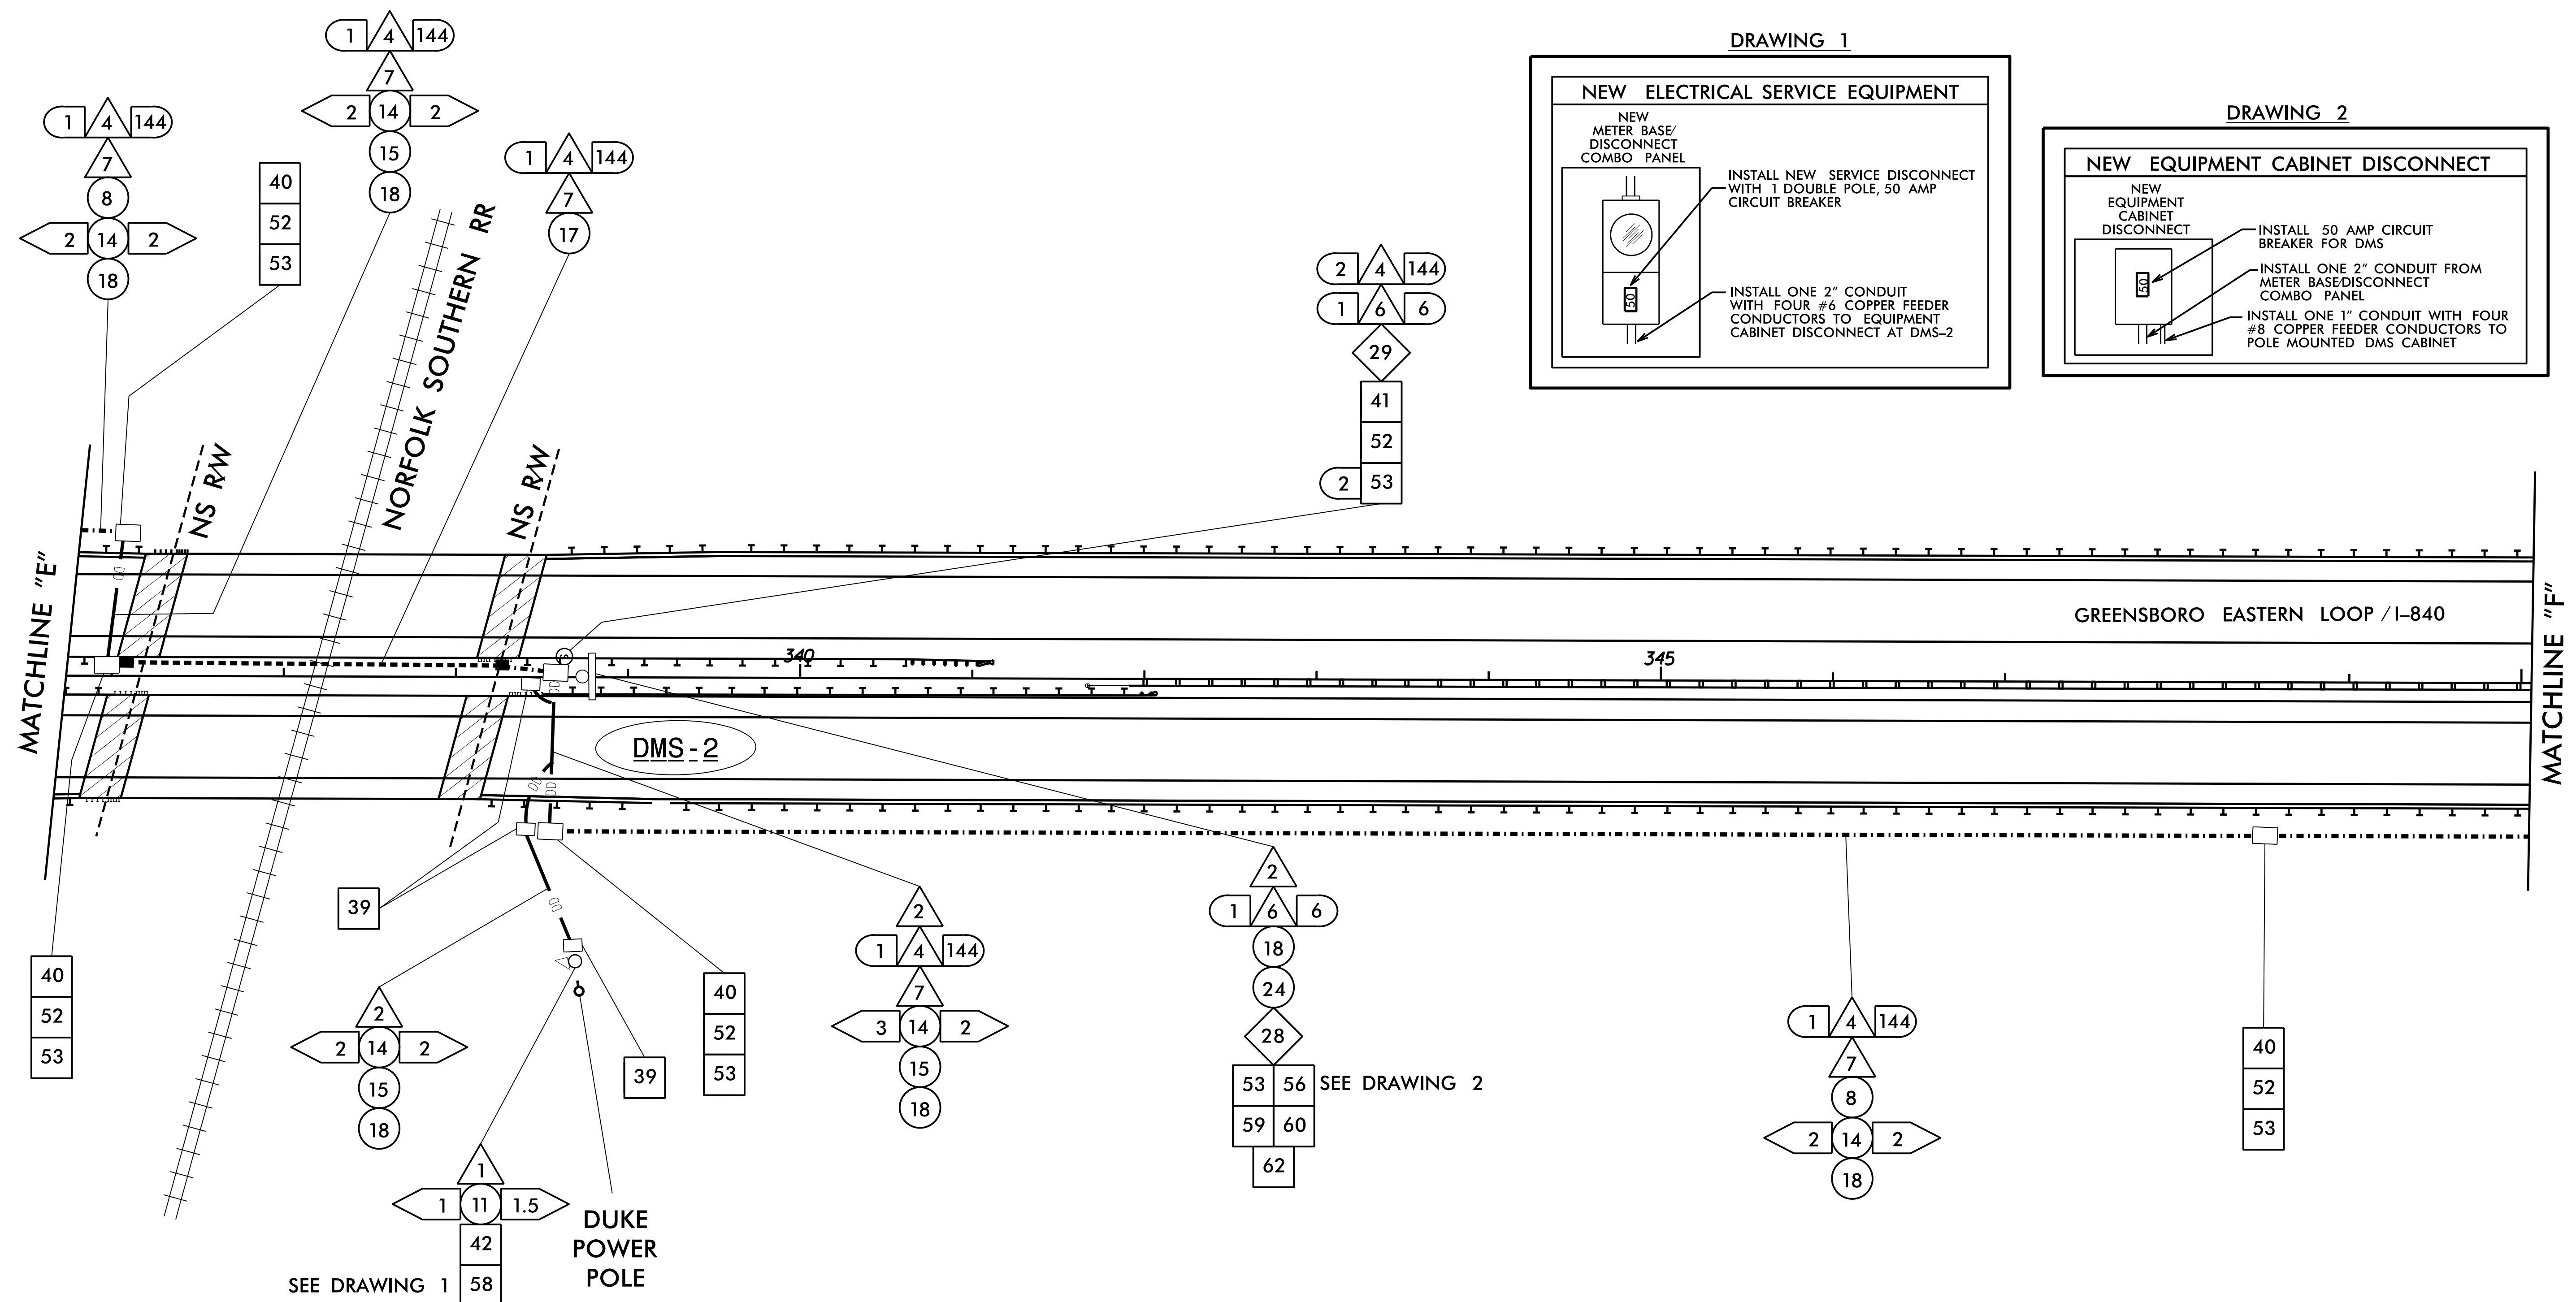 1 4 144
7
14
2 2
15
18
1 4 144
7
8
2 14 2
18
40
52
53
1 4 144
7
17
2 4 144
1 6 6
29
41
52
2 53
DRAWING 1
NEW ELECTRICAL SERVICE EQUIPMENT
NEW
METER BASE/
DISCONNECT
COMBO PANEL
INSTALL NEW SERVICE DISCONNECT
WITH 1 DOUBLE POLE, 50 AMP
CIRCUIT BREAKER
50
INSTALL ONE 2" CONDUIT
WITH FOUR #6 COPPER FEEDER
CONDUCTORS TO EQUIPMENT
CABINET DISCONNECT AT DMS-2
DRAWING 2
NEW EQUIPMENT CABINET DISCONNECT
NEW
EQUIPMENT
CABINET
DISCONNECT
INSTALL 50 AMP CIRCUIT
BREAKER FOR DMS
50
INSTALL ONE 2" CONDUIT FROM
METER BASE/DISCONNECT
COMBO PANEL
INSTALL ONE 1" CONDUIT WITH FOUR
#8 COPPER FEEDER CONDUCTORS TO
POLE MOUNTED DMS CABINET
MATCHLINE "E"
NS R/W
NORFOLK SOUTHERN RR
NS R/W
GREENSBORO EASTERN LOOP / I-840
MATCHLINE "F"
340
345
DMS-2
40
52
53
39
2
2 14 2
15
18
1
1 11 1.5
42
SEE DRAWING 1 58
DUKE
POWER
POLE
39
40
52
53
2
1 4 144
7
3 14 2
15
18
2
1 6 6
18
24
28
53 56 SEE DRAWING 2
59 60
62
1 4 144
7
8
2 14 2
18
40
52
53